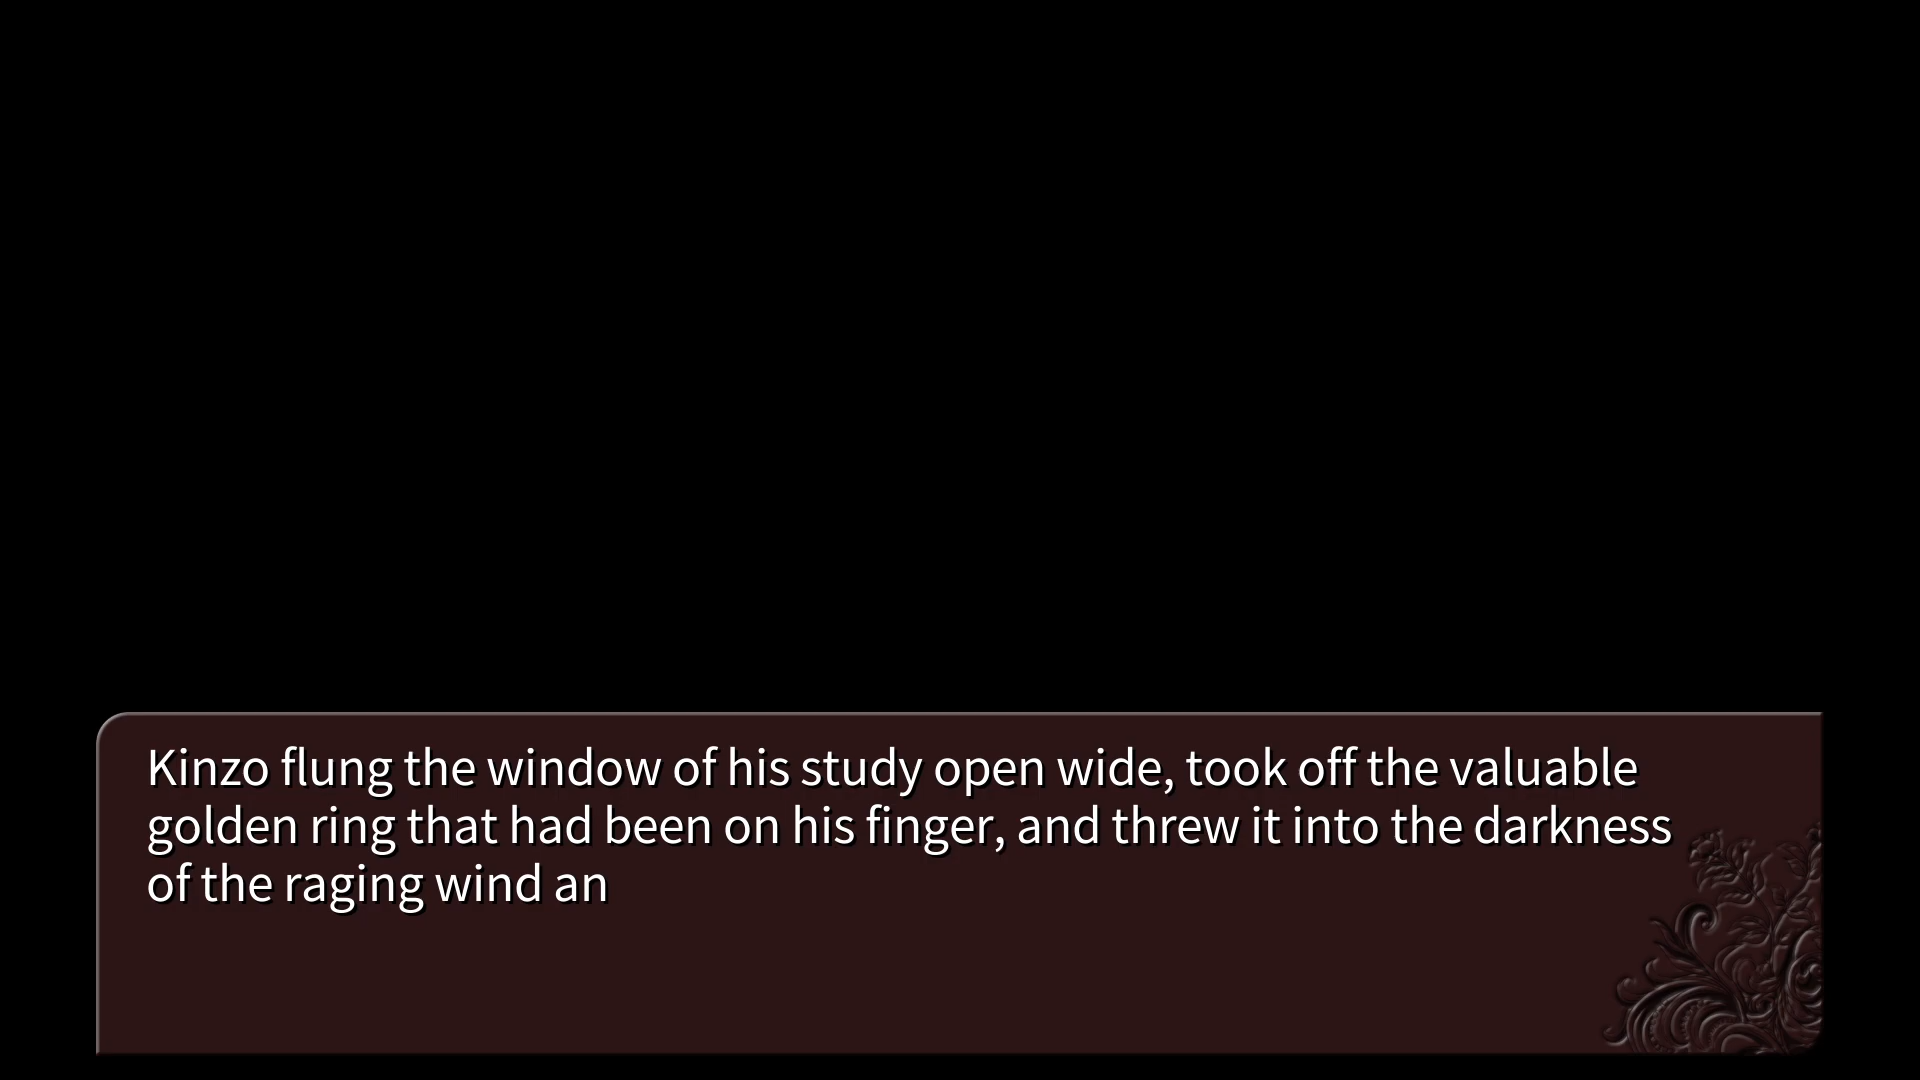 Kinzo flung the window of his study open wide, took off the valuable
golden ring that had been on his finger, and threw it into the darkness
of the raging wind an